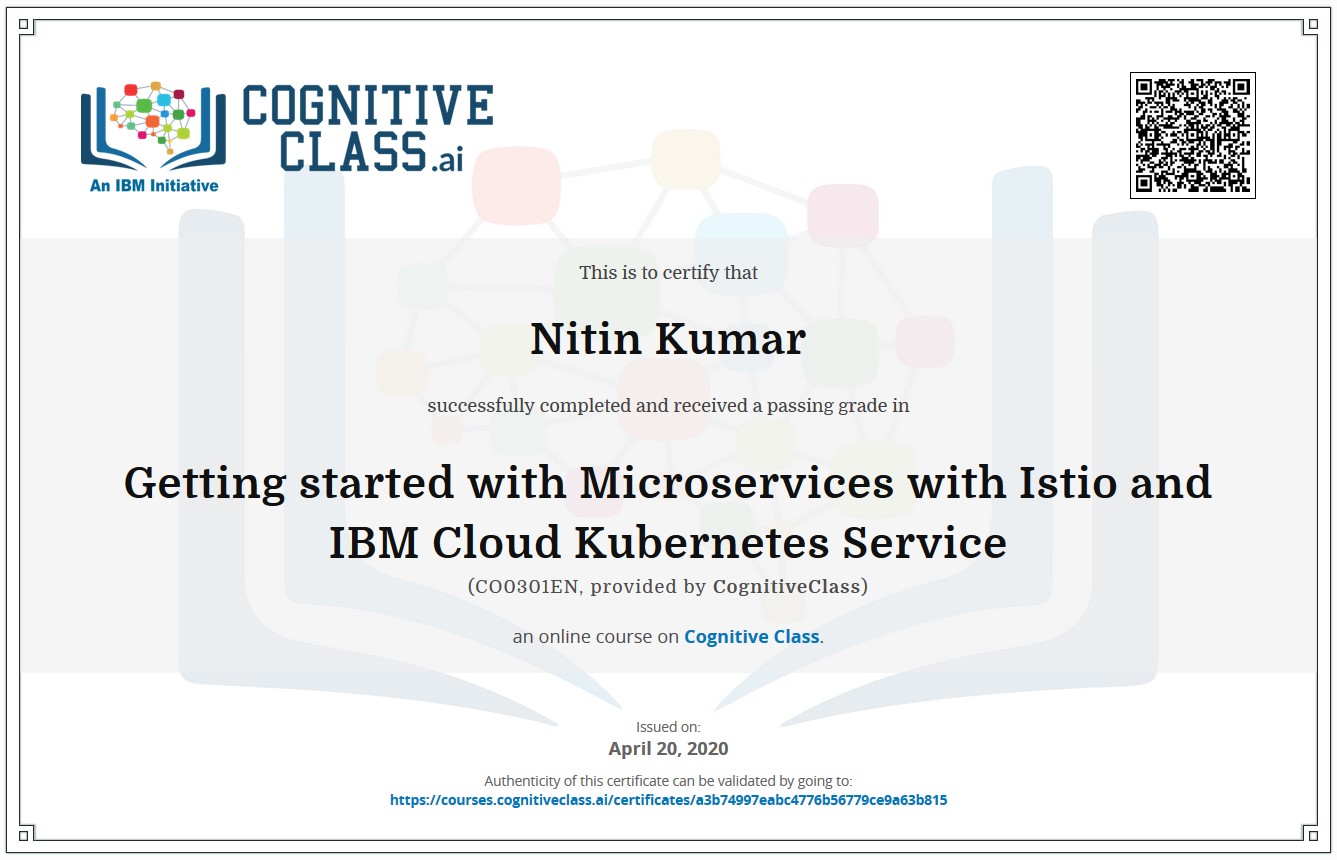 COGNITIVE
CLASS.ai
An IBM Initiative
This is to certify that
Nitin Kumar
successfully completed and received a passing grade in
Getting started with Microservices with Istio and
IBM Cloud Kubernetes Service
(CO0301EN, provided by CognitiveClass)
an online course on Cognitive Class.
Issued on:
April 20, 2020
Authenticity of this certificate can be validated by going to:
https://courses.cognitiveclass.ai/certificates/a3b74997eabc4776b56779ce9a63b815